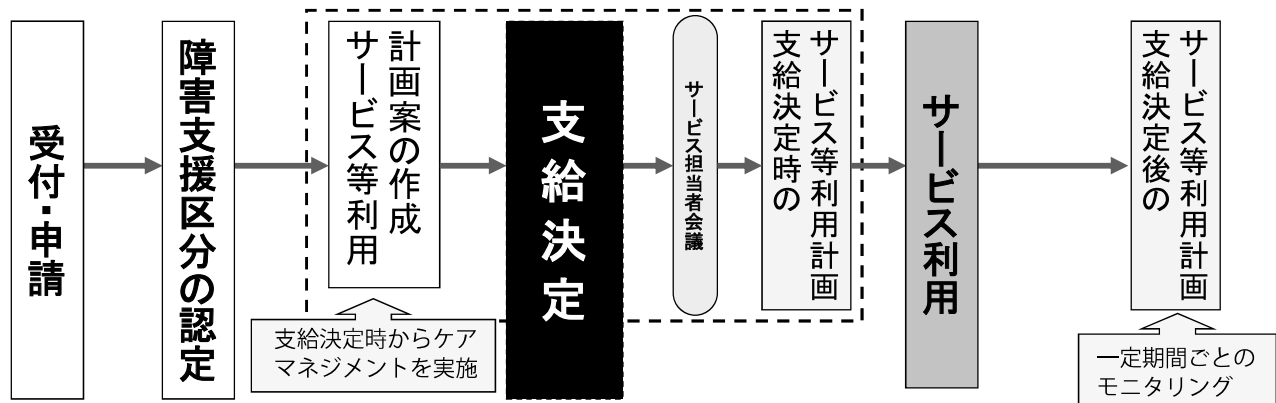 受付・申請
障害支援区分の認定
サービス等利用
計画案の作成
支給決定時からケア
マネジメントを実施
支給決定
サービス担当者会議
支給決定時の
サービス等利用計画
サービス利用
支給決定後の
サービス等利用計画
一定期間ごとの
モニタリング